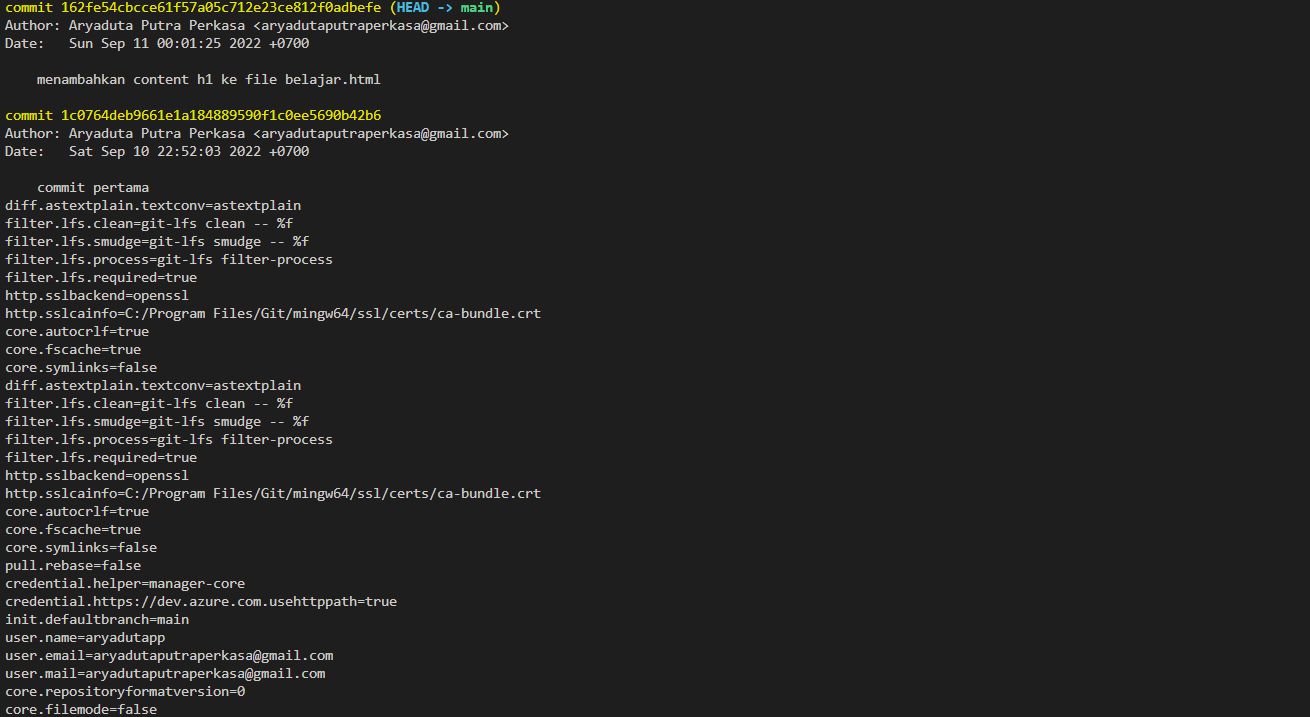 commit 162fe54cbcce61f57a05c712e23ce812f0adbefe (HEAD -> main)
Author: Aryaduta Putra Perkasa <aryadutaputraperkasa@gmail.com>
Date:   Sun Sep 11 00:01:25 2022 +0700
menambahkan content h1 ke file belajar.html
commit 1c0764deb9661e1a184889590f1c0ee5690b42b6
Author: Aryaduta Putra Perkasa <aryadutaputraperkasa@gmail.com>
Date:   Sat Sep 10 22:52:03 2022 +0700
commit pertama
diff.astextplain.textconv=astextplain
filter.lfs.clean=git-lfs clean -- %f
filter.lfs.smudge=git-lfs smudge -- %f
filter.lfs.process=git-lfs filter-process
filter.lfs.required=true
http.sslbackend=openssl
http.sslcainfo=C:/Program Files/Git/mingw64/ssl/certs/ca-bundle.crt
core.autocrlf=true
core.fscache=true
core.symlinks=false
diff.astextplain.textconv=astextplain
filter.lfs.clean=git-lfs clean -- %f
filter.lfs.smudge=git-lfs smudge -- %f
filter.lfs.process=git-lfs filter-process
filter.lfs.required=true
http.sslbackend=openssl
http.sslcainfo=C:/Program Files/Git/mingw64/ssl/certs/ca-bundle.crt
core.autocrlf=true
core.fscache=true
core.symlinks=false
pull.rebase=false
credential.helper=manager-core
credential.https://dev.azure.com.usehttppath=true
init.defaultbranch=main
user.name=aryadutapp
user.email=aryadutaputraperkasa@gmail.com
user.mail=aryadutaputraperkasa@gmail.com
core.repositoryformatversion=0
core.filemode=false